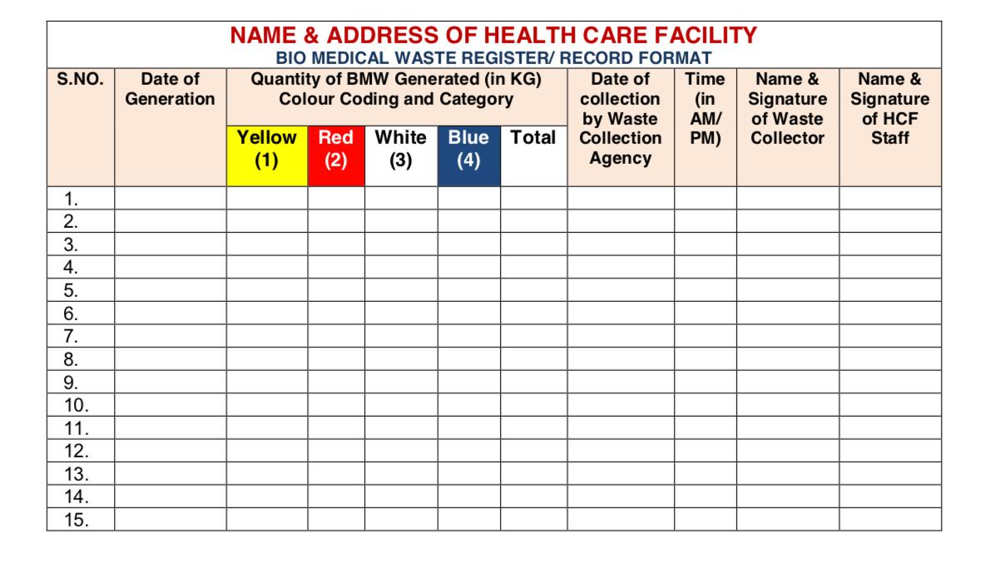 NAME & ADDRESS OF HEALTH CARE FACILITY
BIO MEDICAL WASTE REGISTER/ RECORD FORMAT
S.NO.
Date of
Generation
Quantity of BMW Generated (in KG)
Colour Coding and Category
Yellow
(1)
Red
(2)
White
(3)
Blue
(4)
Total
Date of
collection
by Waste
Collection
Agency
Time
(in
AM/
PM)
Name &
Signature
of Waste
Collector
Name &
Signature
of HCF
Staff
1.
2.
3.
4.
5.
6.
7.
8.
9.
10.
11.
12.
13.
14.
15.